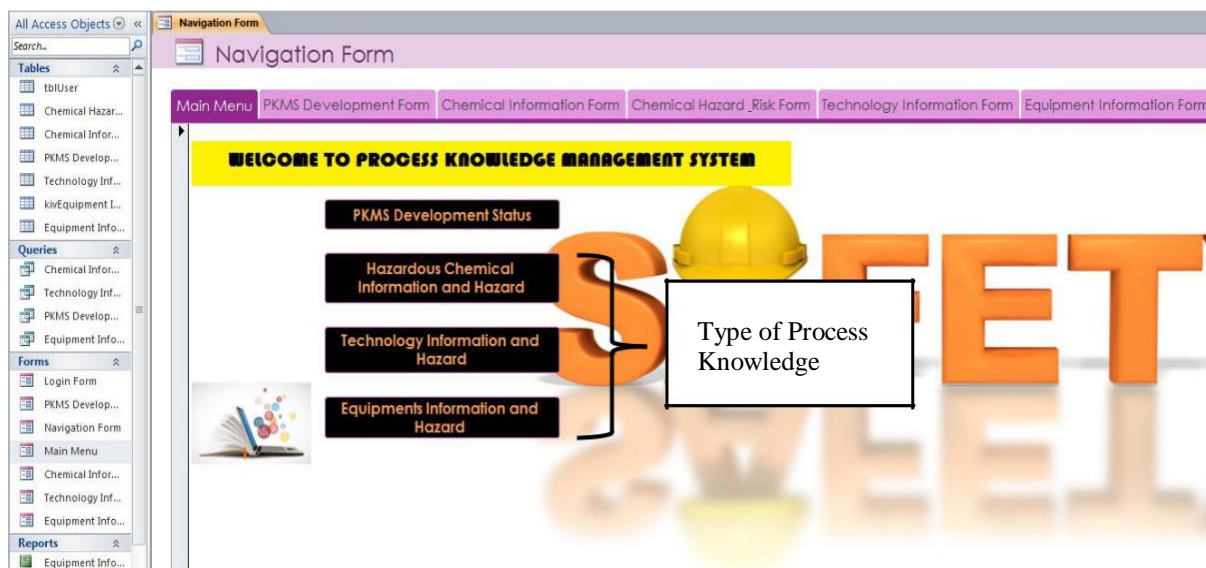 All Access Objects
Search..
Tables
tblUser
Chemical Hazar...
Chemical Infor...
PKMS Develop...
Technology Inf...
kivEquipment I...
Equipment Info...
Queries
Chemical Infor...
Technology Inf...
PKMS Develop...
Equipment Info...
Forms
Login Form
PKMS Develop...
Navigation Form
Main Menu
Chemical Infor...
Technology Inf...
Equipment Info...
Reports
Equipment Info...
Navigation Form
Navigation Form
Main Menu PKMS Development Form Chemical Information Form Chemical Hazard _Risk Form Technology Information Form Equipment Information Form
WELCOME TO PROCESS KNOWLEDGE MANAGEMENT SYSTEM
PKMS Development Status
Hazardous Chemical
Information and Hazard
Technology Information and
Hazard
Equipments Information and
Hazard
Type of Process
Knowledge